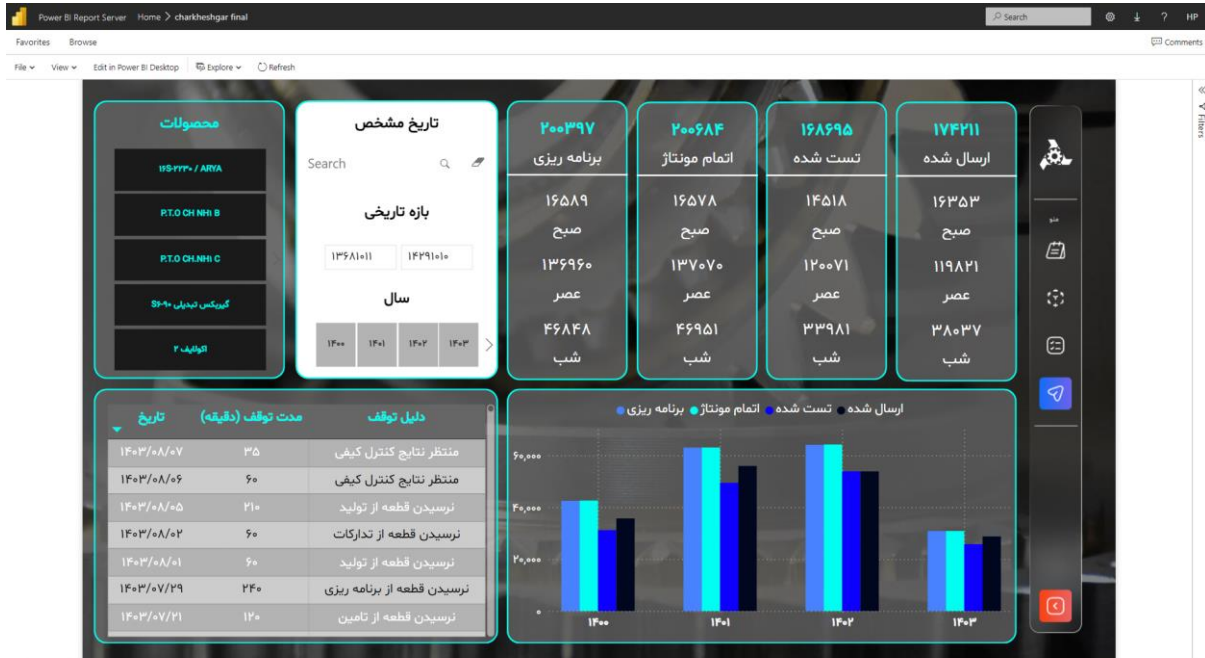 Power BI Report Server Home > charkheshgar final
Search
? HP
Favorites Browse
Comments
File View Edit in Power BI Desktop Explore Refresh
Filters
محصولات
۱۶S-۲۲۳۰ / ARYA
P.T.O CH NH۱ B
P.T.O CH.NH۱ C
گیربکس تبدیلی S۶-۹۰
اکولایف ۲
تاریخ مشخص
Search
بازه تاریخی
۱۳۶۸۱۰۱۱ ۱۴۲۹۱۰۱۰
سال
۱۴۰۰ ۱۴۰۱ ۱۴۰۲ ۱۴۰۳
۲۰۰۳۹۷
برنامه ریزی
۱۶۵۸۹
صبح
۱۳۶۹۶۰
عصر
۴۶۸۴۸
شب
۲۰۰۶۸۴
اتمام مونتاژ
۱۶۵۷۸
صبح
۱۳۷۰۷۰
عصر
۴۶۹۵۱
شب
۱۶۸۶۹۵
تست شده
۱۴۵۱۸
صبح
۱۲۰۰۷۱
عصر
۳۳۹۸۱
شب
۱۷۴۲۱۱
ارسال شده
۱۶۳۵۳
صبح
۱۱۹۸۲۱
عصر
۳۸۰۳۷
شب
منو
دلیل توقف مدت توقف (دقیقه) تاریخ
منتظر نتایج کنترل کیفی ۳۵ ۱۴۰۳/۰۸/۰۷
منتظر نتایج کنترل کیفی ۶۰ ۱۴۰۳/۰۸/۰۶
نرسیدن قطعه از تولید ۲۱۰ ۱۴۰۳/۰۸/۰۵
نرسیدن قطعه از تدارکات ۶۰ ۱۴۰۳/۰۸/۰۲
نرسیدن قطعه از تولید ۶۰ ۱۴۰۳/۰۸/۰۱
نرسیدن قطعه از برنامه ریزی ۲۴۰ ۱۴۰۳/۰۷/۲۹
نرسیدن قطعه از تامین ۱۲۰ ۱۴۰۳/۰۷/۲۱
ارسال شده تست شده اتمام مونتاژ برنامه ریزی
۶۰,۰۰۰
۴۰,۰۰۰
۲۰,۰۰۰
۰
۱۴۰۰ ۱۴۰۱ ۱۴۰۲ ۱۴۰۳